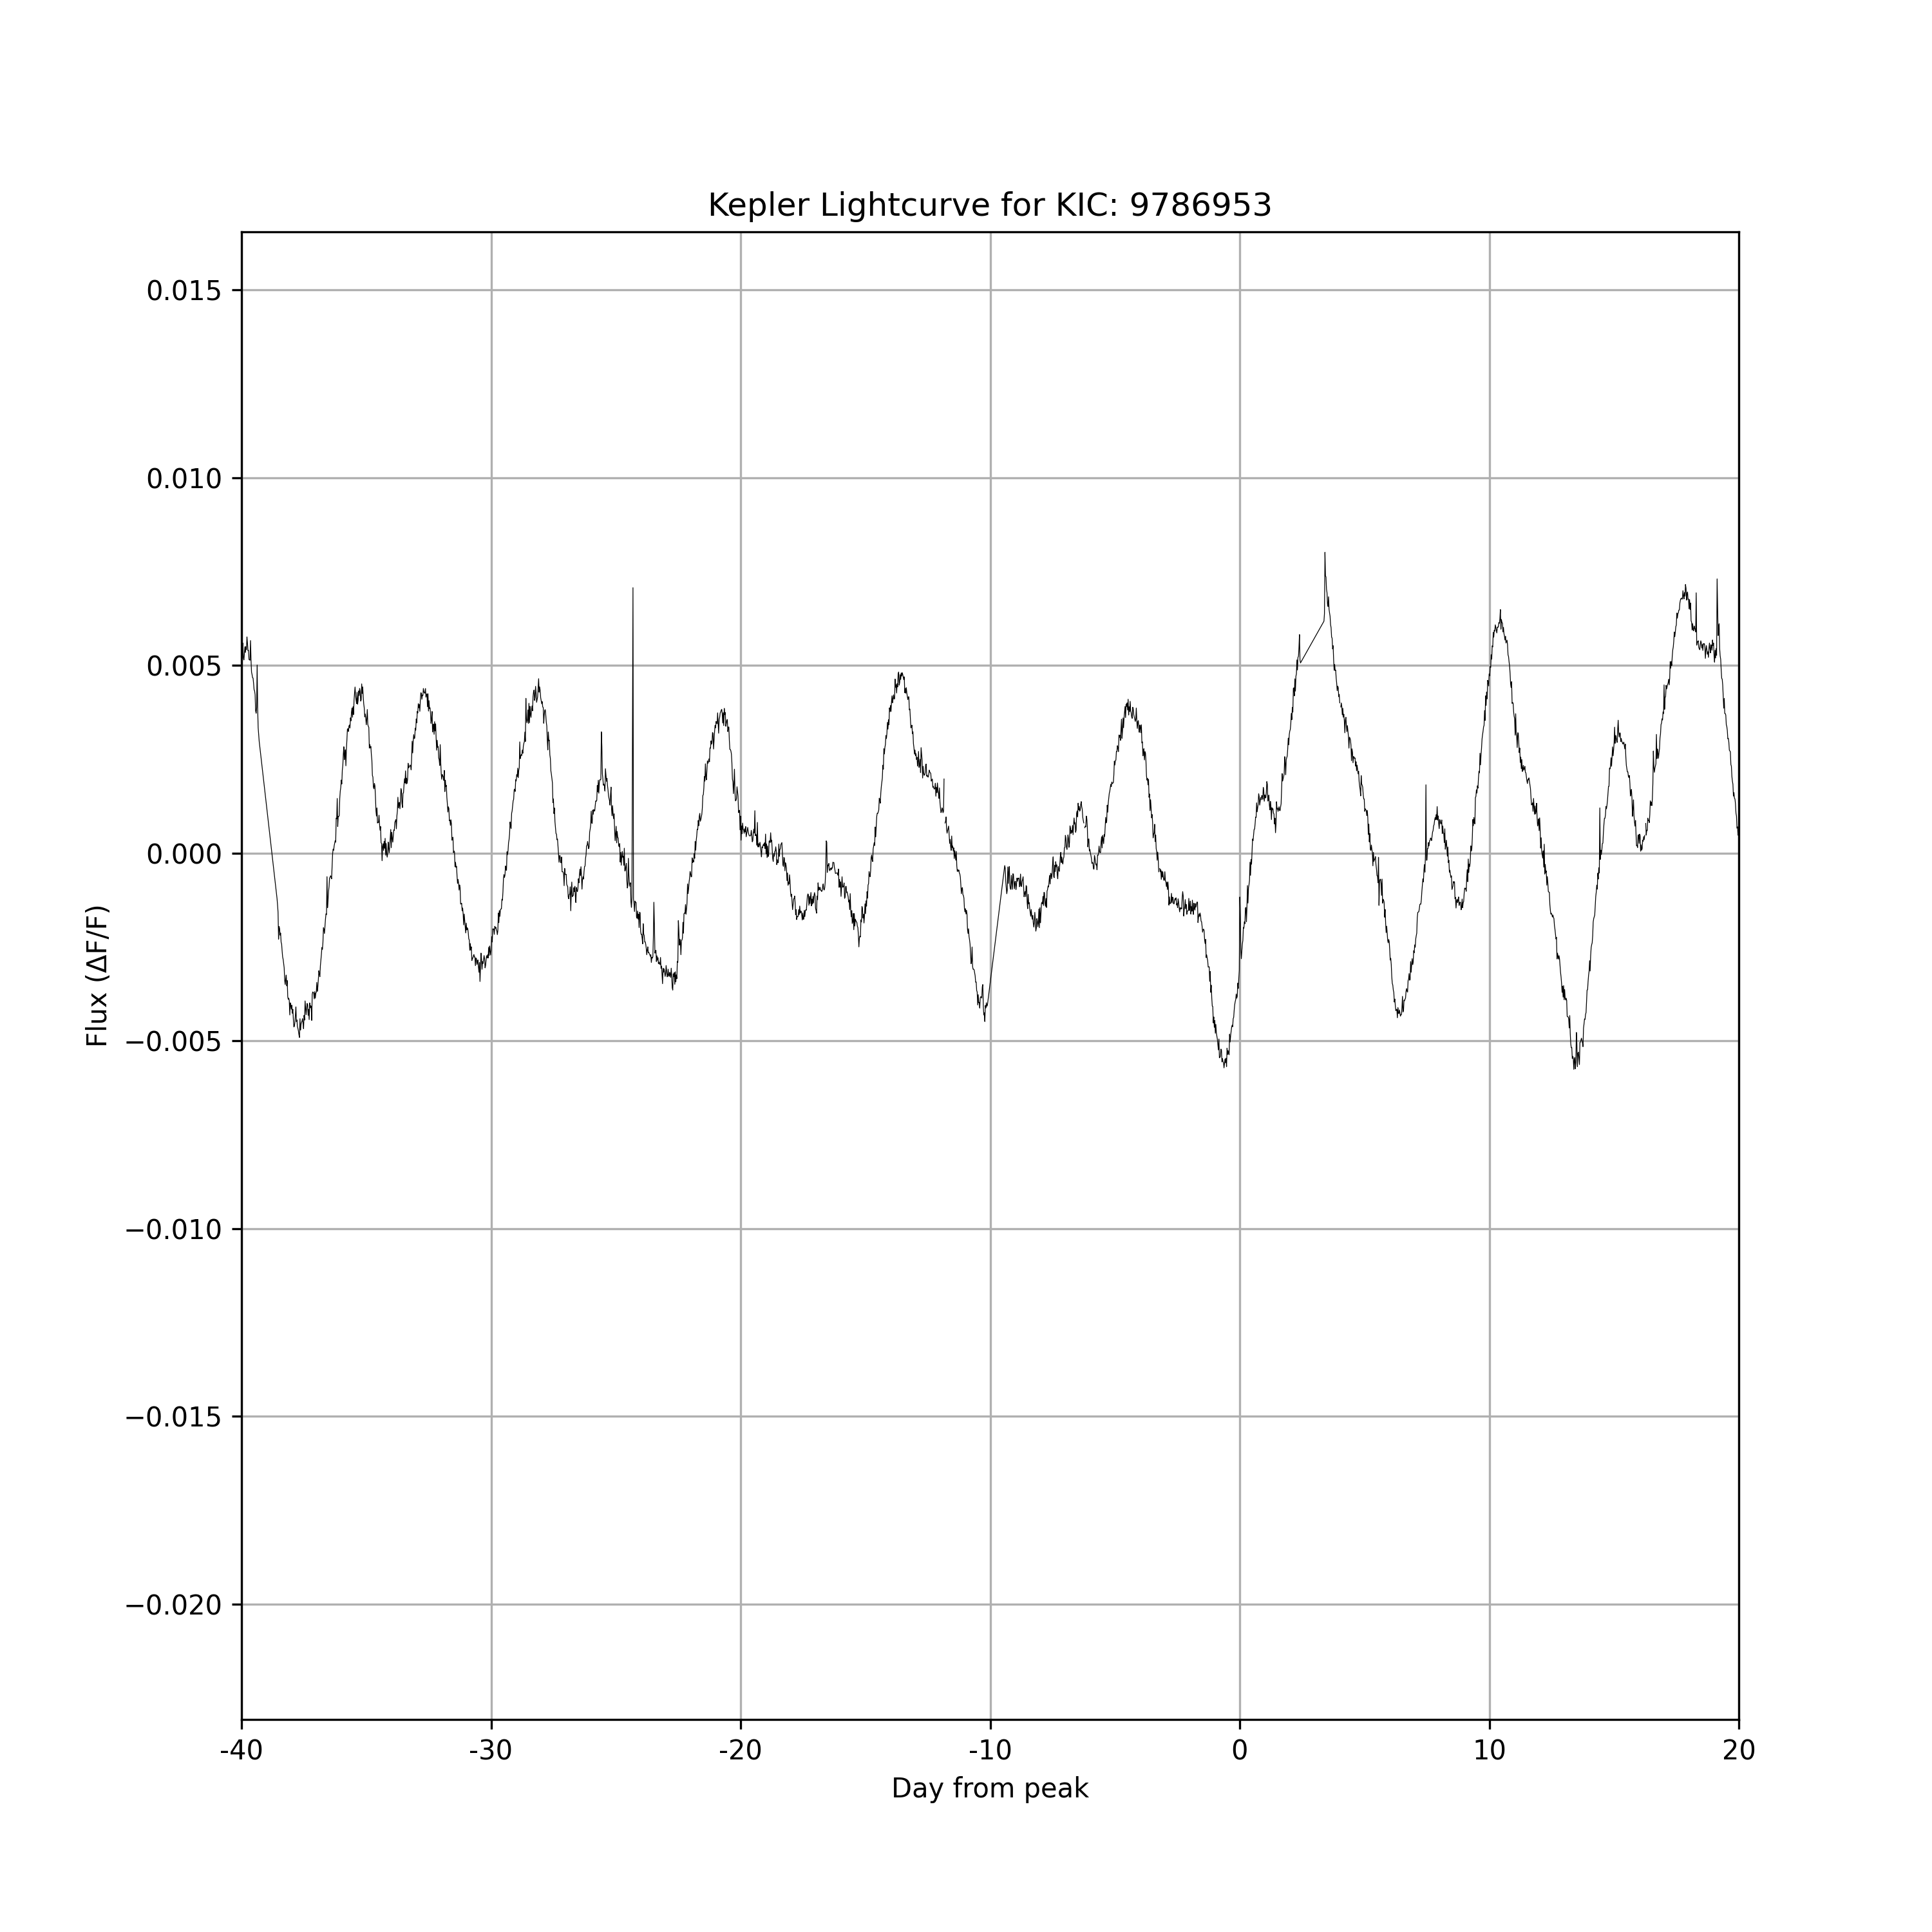 Kepler Lightcurve for KIC: 9786953
0.015
0.010
0.005
0.000
−0.005
−0.010
−0.015
−0.020
Flux (ΔF/F)
-40 -30 -20 -10 0 10 20
Day from peak